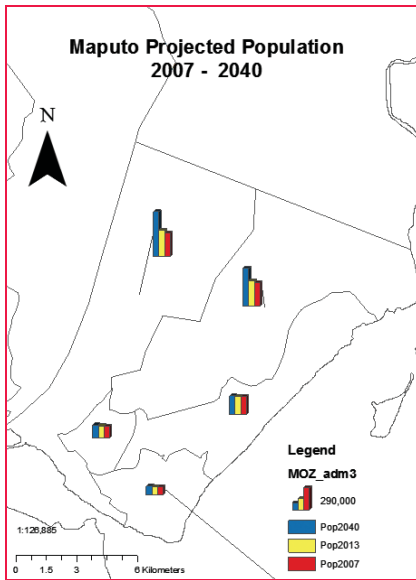 Maputo Projected Population
2007 - 2040
N
Legend
MOZ_adm3
290,000
Pop2040
Pop2013
Pop2007
1:126,885
0 1.5 3 6 Kilometers